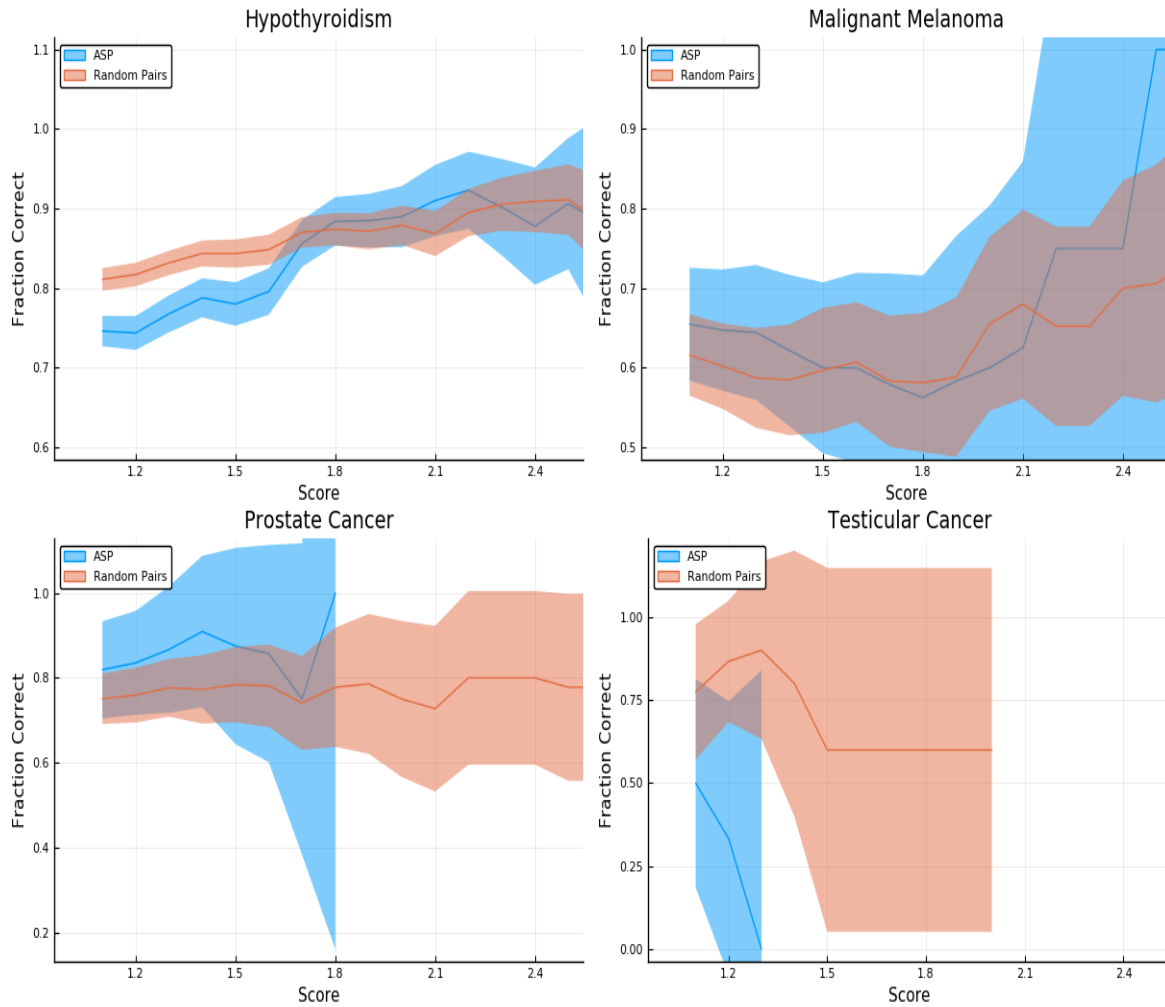 Hypothyroidism
1.1
1.0
0.9
0.8
0.7
0.6
Fraction Correct
ASP
Random Pairs
1.2 1.5 1.8 2.1 2.4
Score
Malignant Melanoma
1.0
0.9
0.8
0.7
0.6
0.5
Fraction Correct
ASP
Random Pairs
1.2 1.5 1.8 2.1 2.4
Score
Prostate Cancer
1.0
0.8
0.6
0.4
0.2
Fraction Correct
ASP
Random Pairs
1.2 1.5 1.8 2.1 2.4
Score
Testicular Cancer
1.00
0.75
0.50
0.25
0.00
Fraction Correct
ASP
Random Pairs
1.2 1.5 1.8 2.1 2.4
Score